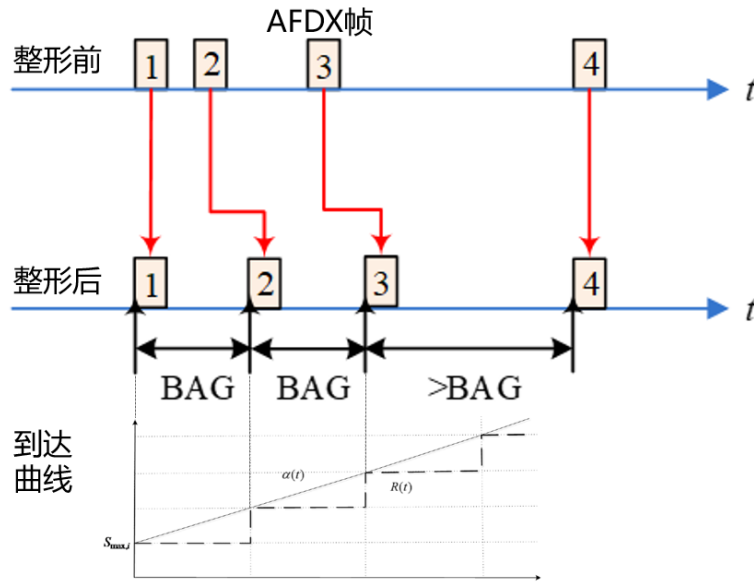 AFDX帧
整形前 1 2 3 4 t
整形后 1 2 3 4 t
BAG BAG >BAG
到达
曲线
α(t)
R(t)
Smax,i